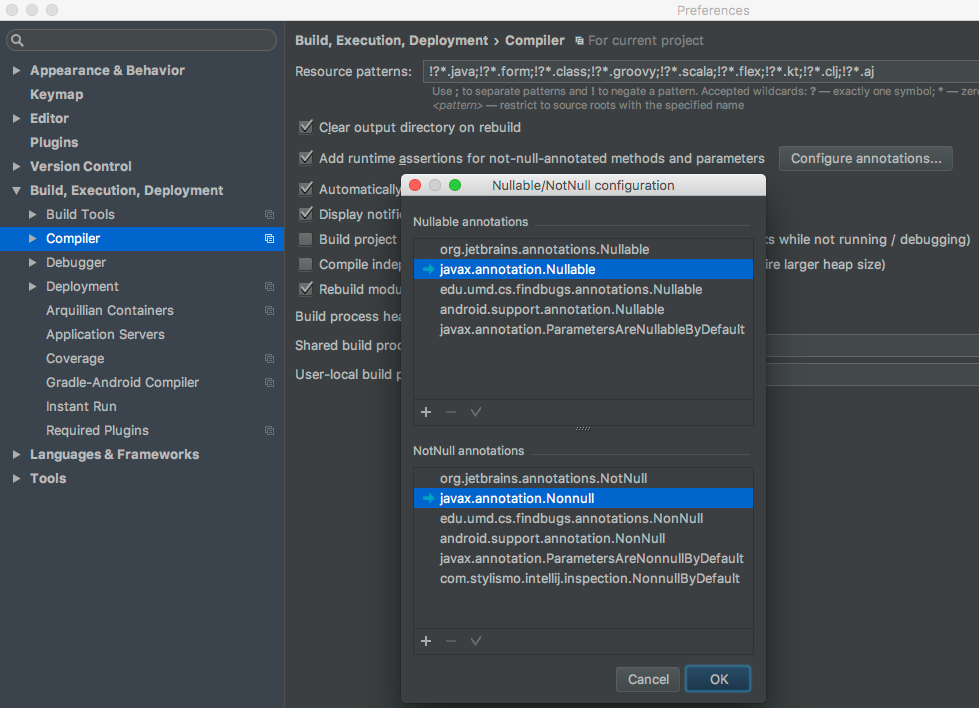 Preferences
Appearance & Behavior
Keymap
Editor
Plugins
Version Control
Build, Execution, Deployment
Build Tools
Compiler
Debugger
Deployment
Arquillian Containers
Application Servers
Coverage
Gradle-Android Compiler
Instant Run
Required Plugins
Languages & Frameworks
Tools
Build, Execution, Deployment › Compiler For current project
Resource patterns: !?*.java;!?*.form;!?*.class;!?*.groovy;!?*.scala;!?*.flex;!?*.kt;!?*.clj;!?*.aj
Use ; to separate patterns and ! to negate a pattern. Accepted wildcards: ? — exactly one symbol; * — zero
<pattern> — restrict to source roots with the specified name
Clear output directory on rebuild
Add runtime assertions for not-null-annotated methods and parameters Configure annotations...
Automatically
Display notifi
Build project ks while not running / debugging)
Compile indep ire larger heap size)
Rebuild modu
Build process hea
Shared build proc
User-local build p
Nullable/NotNull configuration
Nullable annotations
org.jetbrains.annotations.Nullable
javax.annotation.Nullable
edu.umd.cs.findbugs.annotations.Nullable
android.support.annotation.Nullable
javax.annotation.ParametersAreNullableByDefault
NotNull annotations
org.jetbrains.annotations.NotNull
javax.annotation.Nonnull
edu.umd.cs.findbugs.annotations.NonNull
android.support.annotation.NonNull
javax.annotation.ParametersAreNonnullByDefault
com.stylismo.intellij.inspection.NonnullByDefault
Cancel OK